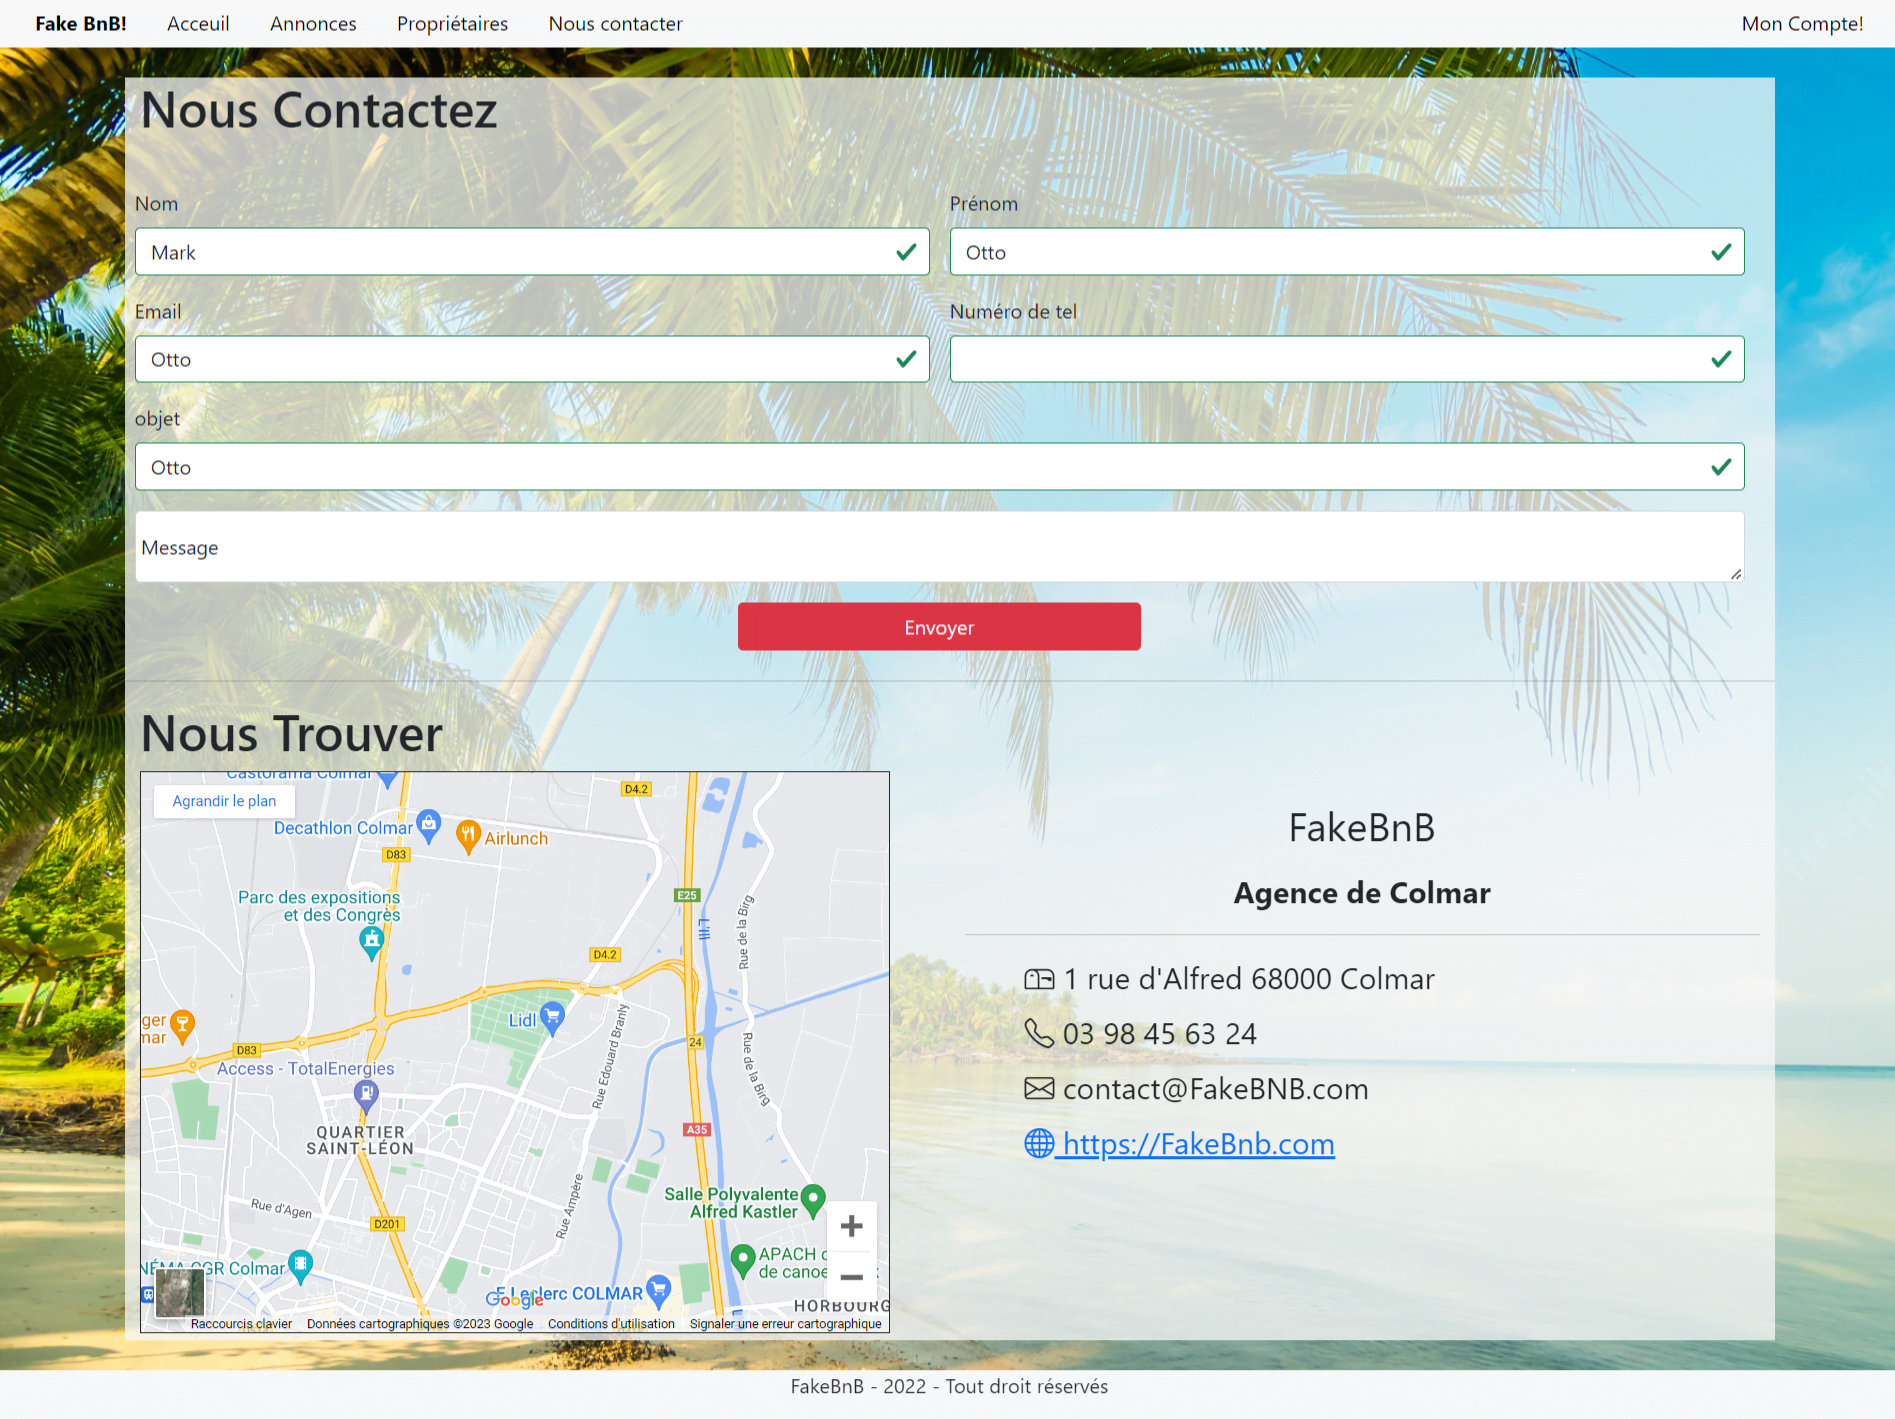 Fake BnB! Acceuil Annonces Propriétaires Nous contacter Mon Compte!
Nous Contactez
Nom Prénom
Mark Otto
Email Numéro de tel
Otto
objet
Otto
Message
Envoyer
Nous Trouver
Castorama Colmar
Agrandir le plan
D4.2
Decathlon Colmar
Airlunch
D83
Parc des expositions
et des Congrès
E25
L'Ill
Rue de la Birg
D4.2
Lidl
Rue Edouard Branly
24
Rue de la Birg
D83
Access - TotalEnergies
A35
QUARTIER
SAINT-LÉON
Rue d'Agen
Rue Ampère
Salle Polyvalente
Alfred Kastler
D201
CGR Colmar
APACH
de canoe
E.Leclerc COLMAR
Google
HORBOURG
Raccourcis clavier Données cartographiques ©2023 Google Conditions d'utilisation Signaler une erreur cartographique
FakeBnB
Agence de Colmar
1 rue d'Alfred 68000 Colmar
03 98 45 63 24
contact@FakeBNB.com
https://FakeBnb.com
FakeBnB - 2022 - Tout droit réservés